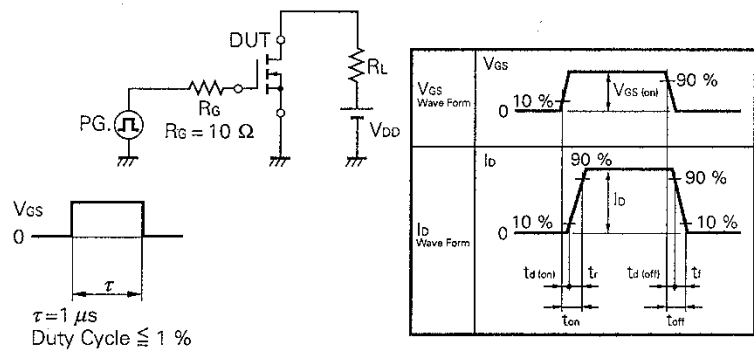 DUT
RL
RG
PG.
RG = 10 Ω
VDD
VGS
0
τ
τ = 1 μs
Duty Cycle ≦ 1 %
VGS
Wave Form
VGS
10 %
0
VGS (on)
90 %
ID
Wave Form
ID
90 %
90 %
ID
10 %
10 %
0
td (on)
tr
td (off)
tf
ton
toff